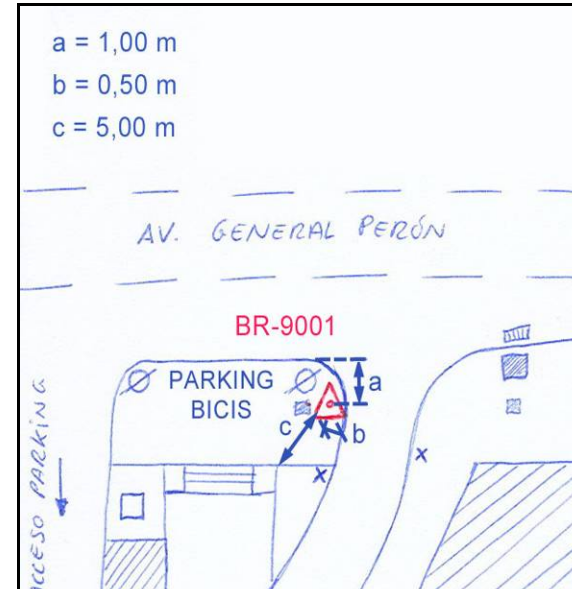 a = 1,00 m
b = 0,50 m
c = 5,00 m
AV. GENERAL PERÓN
BR-9001
PARKING
BICIS
a
b
c
ACCESO PARKING